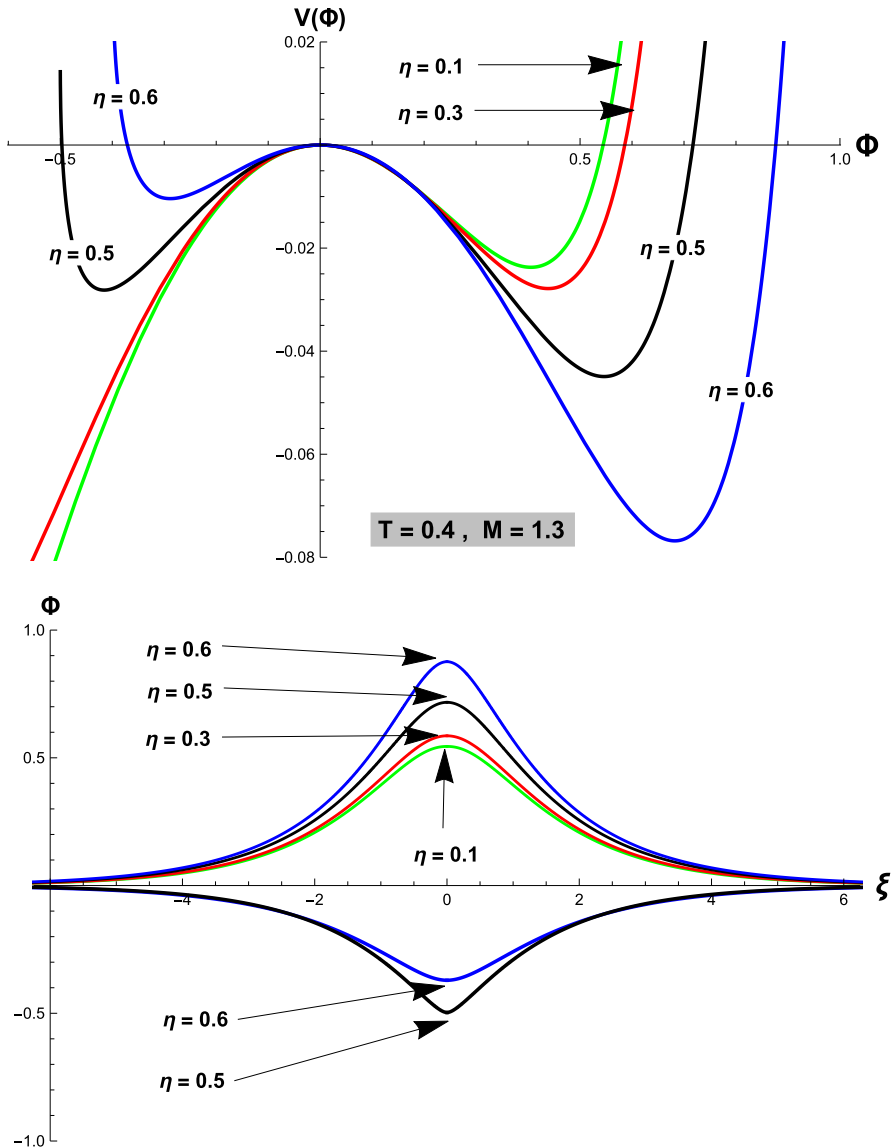 V(Φ)
0.02
η = 0.1
η = 0.6
η = 0.3
-0.5
0.5
1.0
Φ
-0.02
η = 0.5
η = 0.5
-0.04
η = 0.6
-0.06
T = 0.4 , M = 1.3
-0.08
Φ
1.0
η = 0.6
η = 0.5
η = 0.3
0.5
η = 0.1
-4
-2
0
2
4
6
ξ
-0.5
η = 0.6
η = 0.5
-1.0